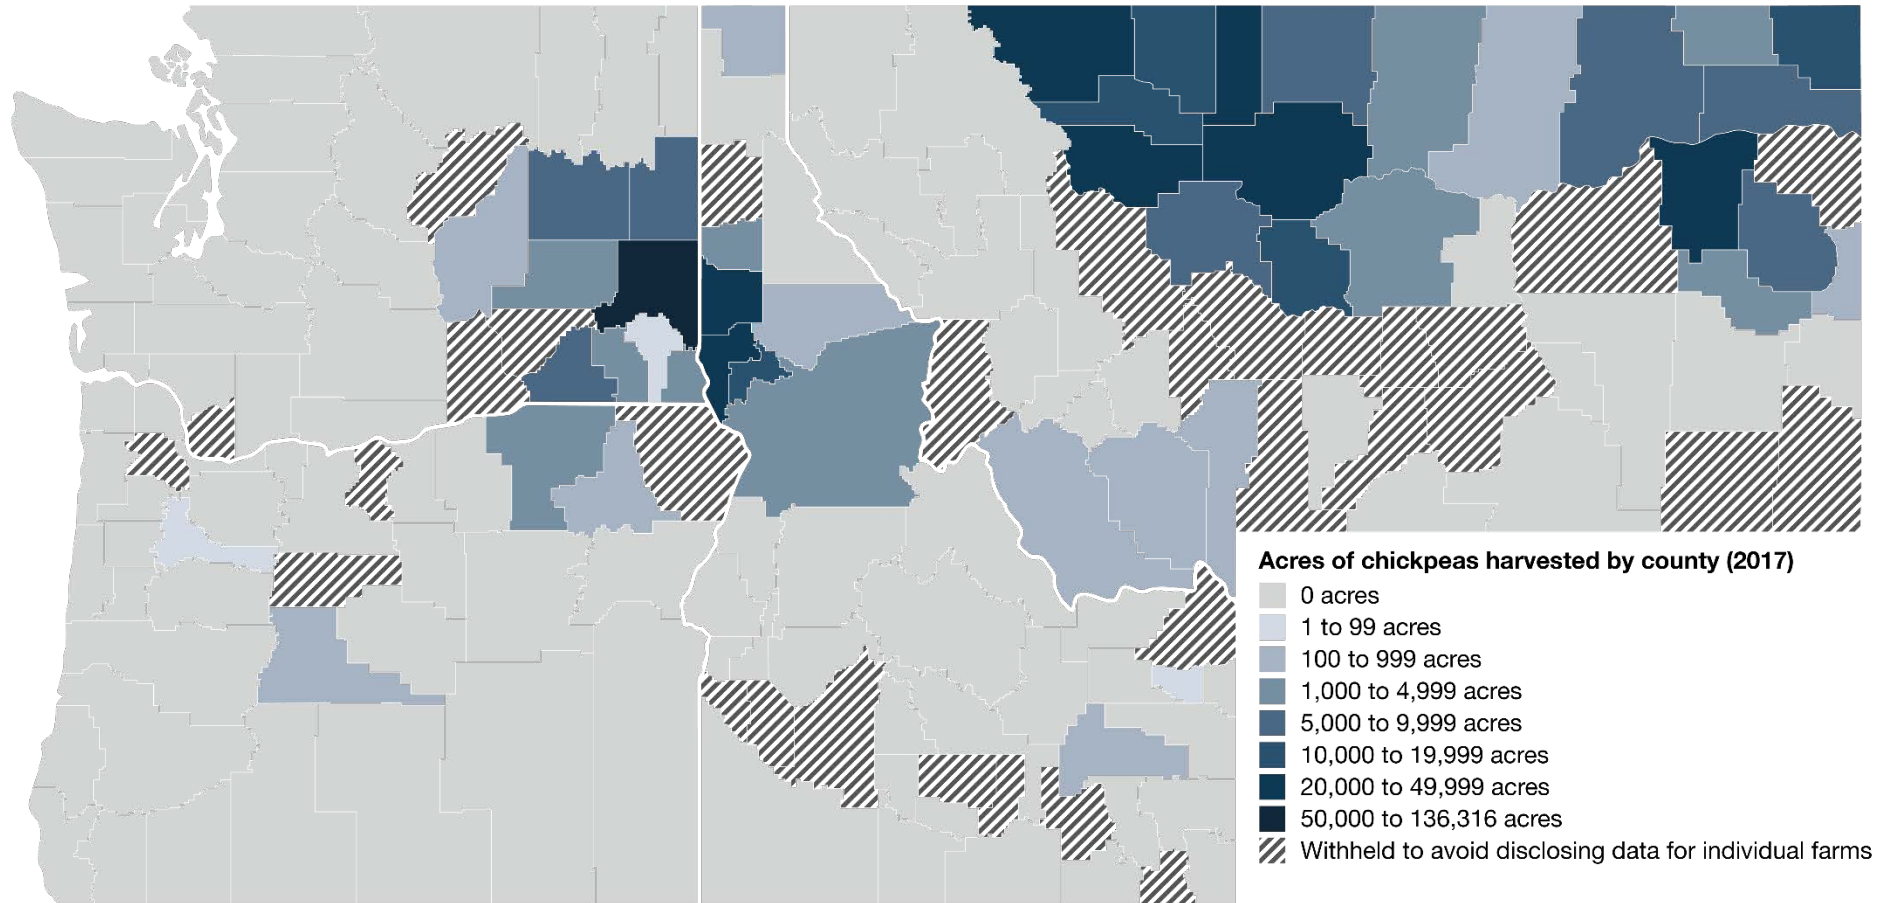 Acres of chickpeas harvested by county (2017)
0 acres
1 to 99 acres
100 to 999 acres
1,000 to 4,999 acres
5,000 to 9,999 acres
10,000 to 19,999 acres
20,000 to 49,999 acres
50,000 to 136,316 acres
Withheld to avoid disclosing data for individual farms